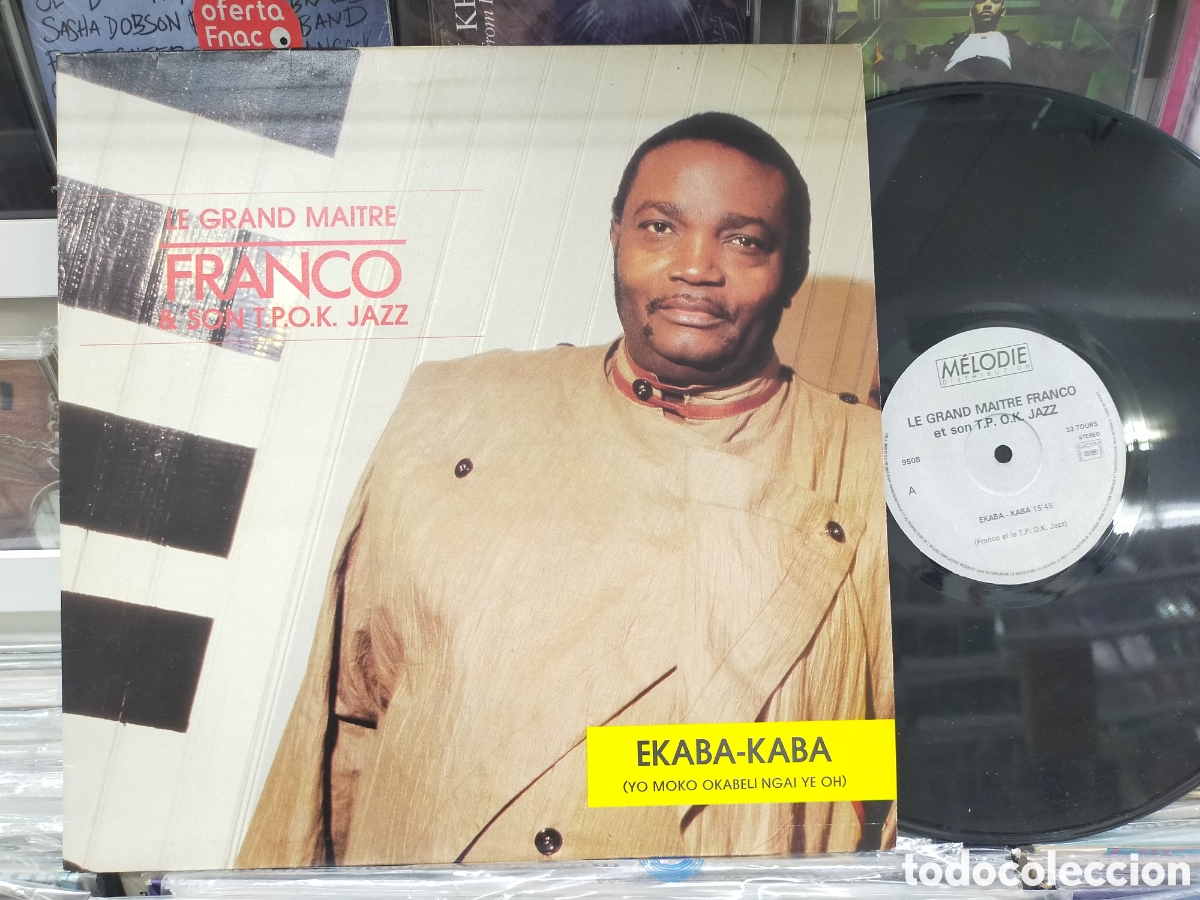 oferta
Fnac
SASHA DOBSON
BAND
LE GRAND MAITRE
FRANCO
& SON T.P.O.K. JAZZ
EKABA-KABA
(YO MOKO OKABELI NGAI YE OH)
MÉLODIE
DISTRIBUTION
LE GRAND MAITRE FRANCO
et son T.P. O.K. JAZZ
33 TOURS
STEREO
9508
A
EKABA - KABA 15'45
(Franco et le T.P. O.K. Jazz)
todocoleccion